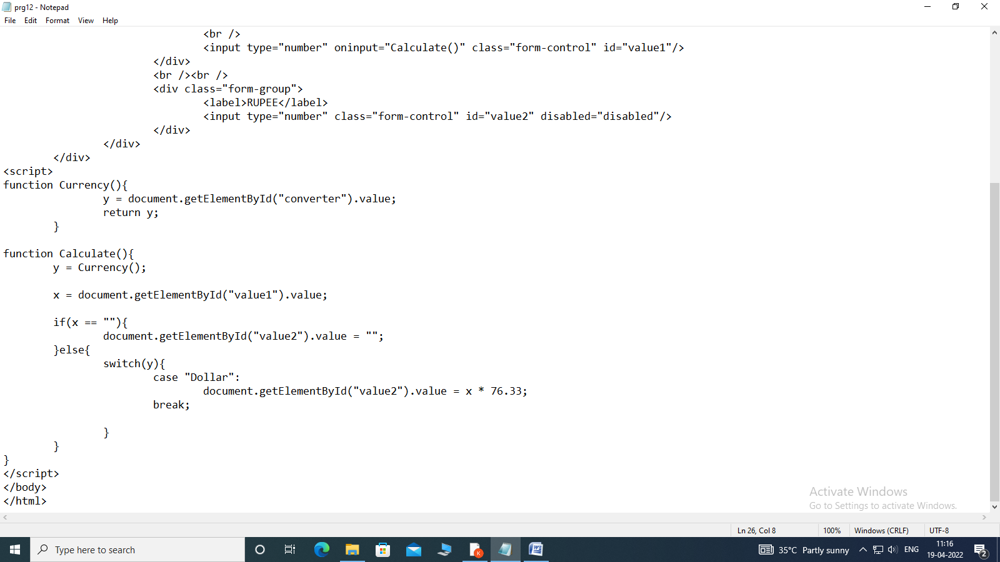 prg12 - Notepad
File Edit Format View Help
<br />
<input type="number" oninput="Calculate()" class="form-control" id="value1"/>
</div>
<br /><br />
<div class="form-group">
<label>RUPEE</label>
<input type="number" class="form-control" id="value2" disabled="disabled"/>
</div>
</div>
</div>
<script>
function Currency(){
y = document.getElementById("converter").value;
return y;
}
function Calculate(){
y = Currency();
x = document.getElementById("value1").value;
if(x == ""){
document.getElementById("value2").value = "";
}else{
switch(y){
case "Dollar":
document.getElementById("value2").value = x * 76.33;
break;
}
}
}
</script>
</body>
</html>
Activate Windows
Go to Settings to activate Windows.
Ln 26, Col 8 100% Windows (CRLF) UTF-8
Type here to search
K
W
35°C Partly sunny
ENG
11:16
19-04-2022
2